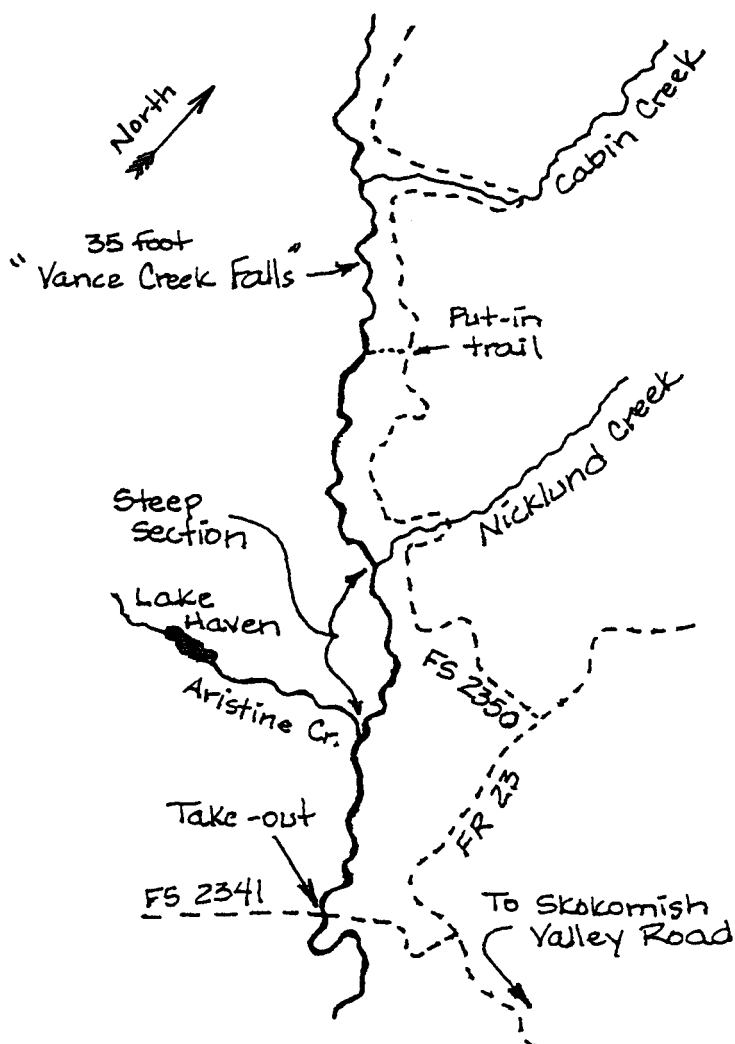 North
Cabin Creek
35 foot
"Vance Creek Falls"
Put-in
trail
Nicklund Creek
Steep
Section
Lake
Haven
Aristine Cr.
FS 2350
FR 23
Take-out
FS 2341
To Skokomish
Valley Road